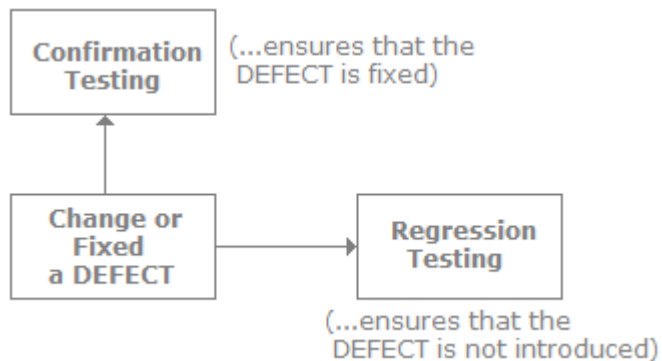 Confirmation
Testing
(...ensures that the
DEFECT is fixed)
Change or
Fixed
a DEFECT
Regression
Testing
(...ensures that the
DEFECT is not introduced)